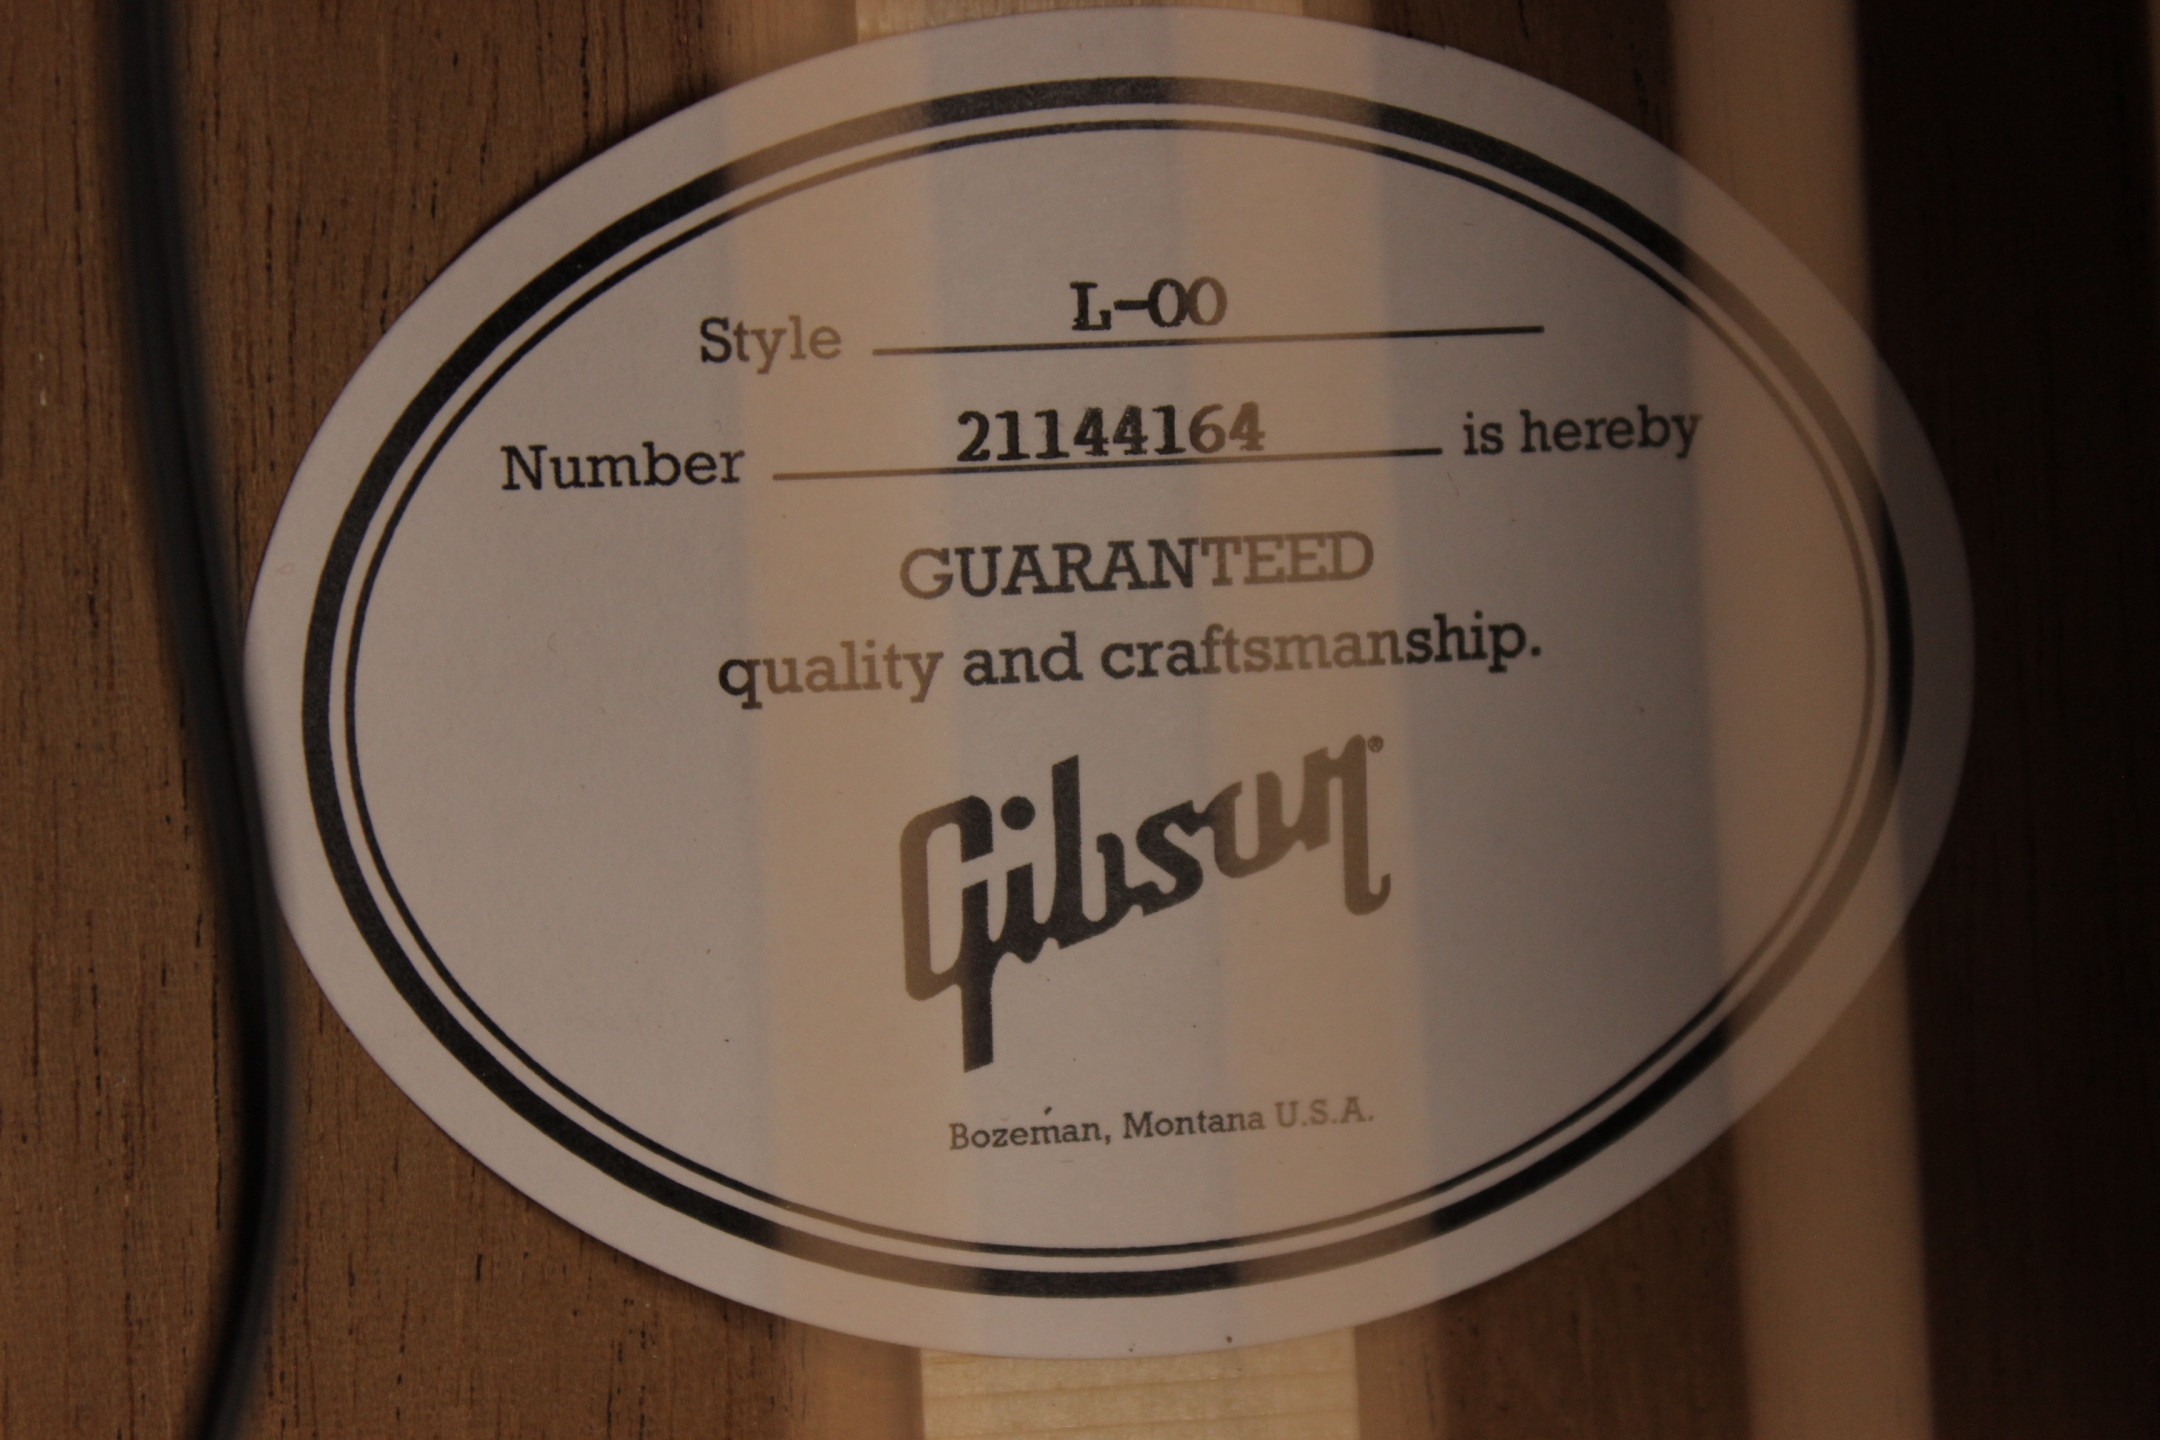 Style L-00
Number 21144164 is hereby
GUARANTEED
quality and craftsmanship.
Gibson®
Bozeman, Montana U.S.A.